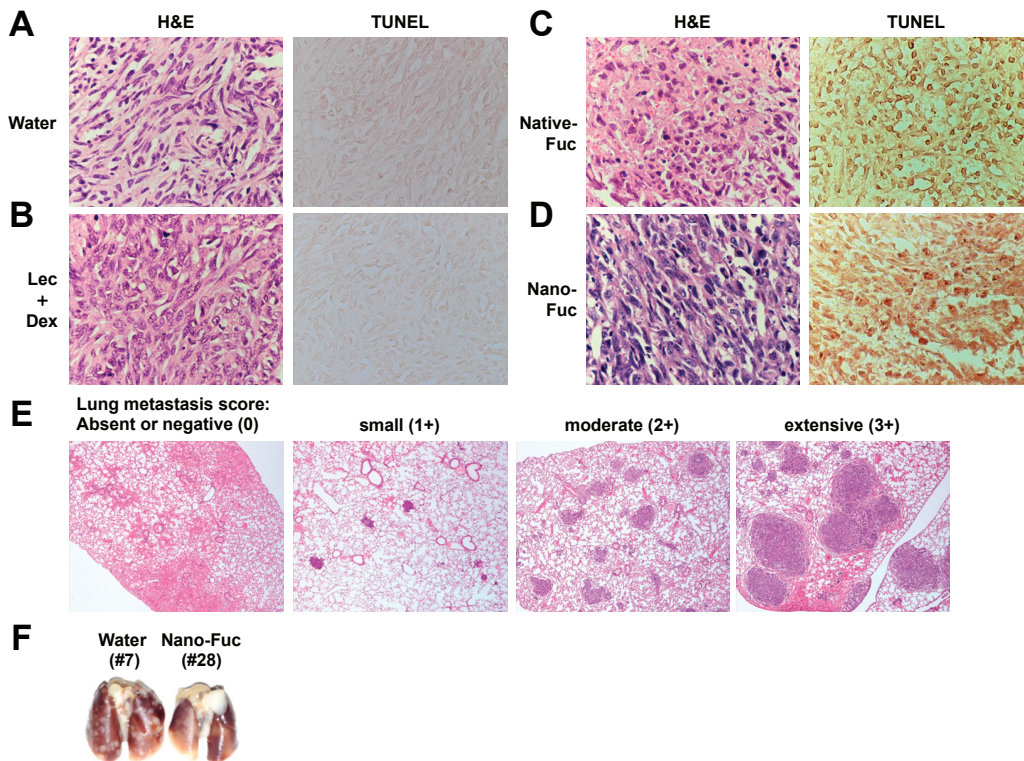 A
H&E
TUNEL
Water
B
Lec
+
Dex
C
H&E
TUNEL
Native-
Fuc
D
Nano-
Fuc
E
Lung metastasis score:
Absent or negative (0)
small (1+)
moderate (2+)
extensive (3+)
F
Water
(#7)
Nano-Fuc
(#28)